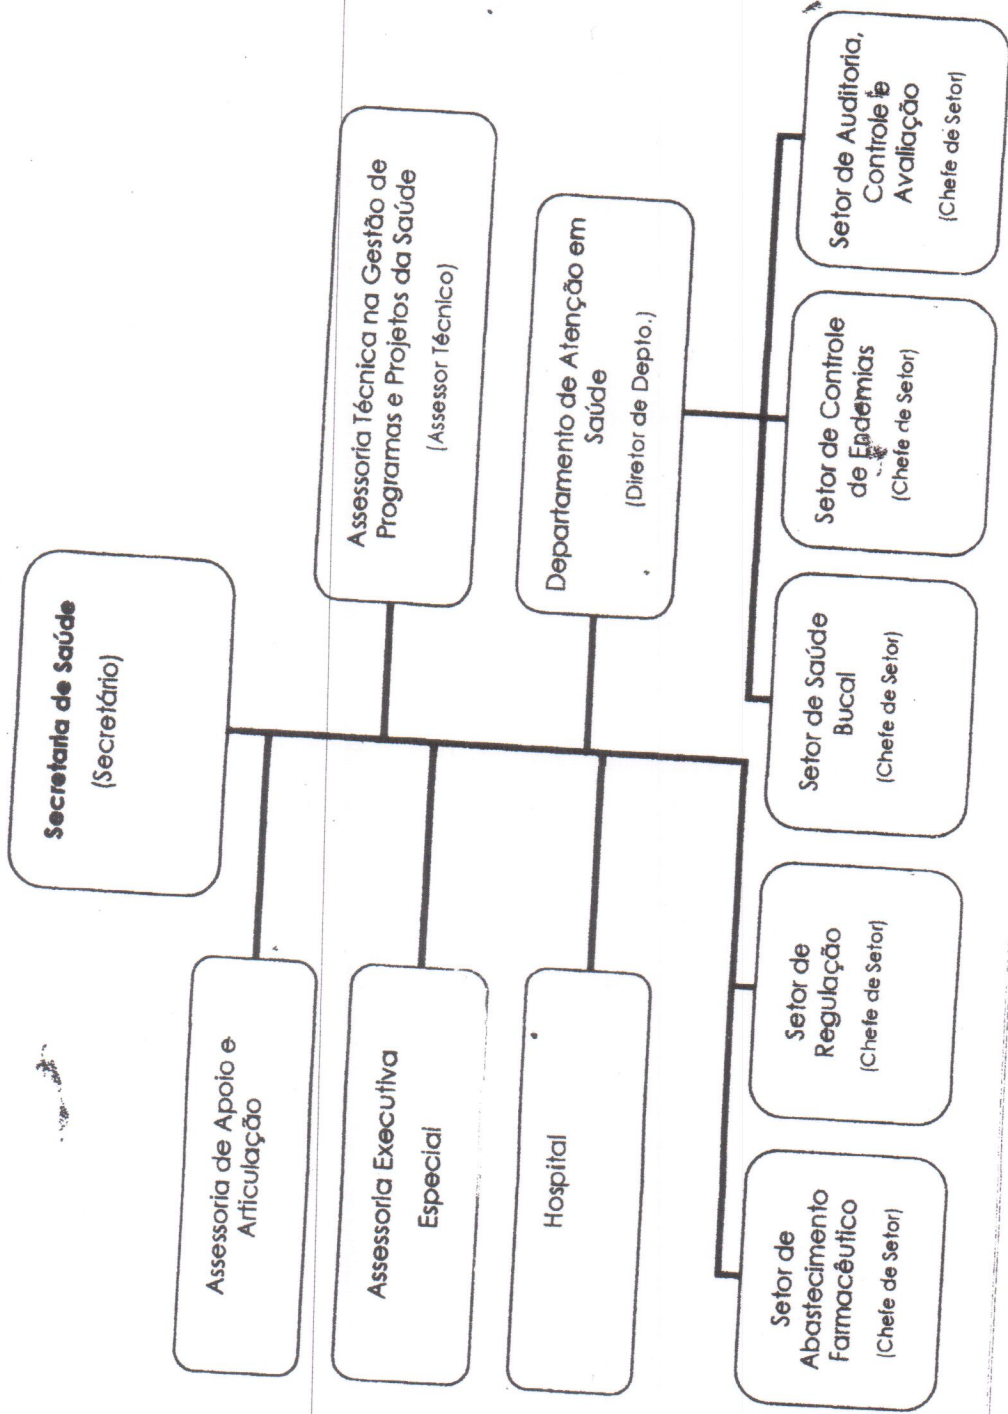 Secretaria de Saúde
(Secretário)
Assessoria de Apoio e
Articulação
Assessoria Técnica na Gestão de
Programas e Projetos da Saúde
(Assessor Técnico)
Assessoria Executiva
Especial
Departamento de Atenção em
Saúde
(Diretor de Depto.)
Hospital
Setor de
Abastecimento
Farmacêutico
(Chefe de Setor)
Setor de
Regulação
(Chefe de Setor)
Setor de Saúde
Bucal
(Chefe de Setor)
Setor de Controle
de Endemias
(Chefe de Setor)
Setor de Auditoria,
Controle e
Avaliação
(Chefe de Setor)